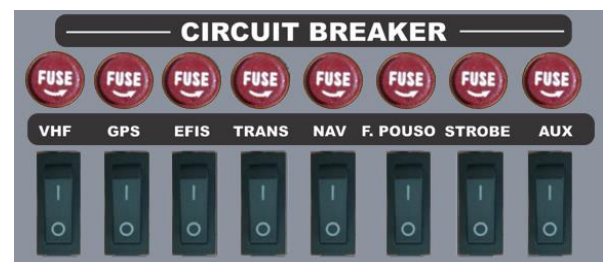 CIRCUIT BREAKER
FUSE FUSE FUSE FUSE FUSE FUSE FUSE FUSE
VHF GPS EFIS TRANS NAV F. POUSO STROBE AUX
I I I I I I I I
O O O O O O O O